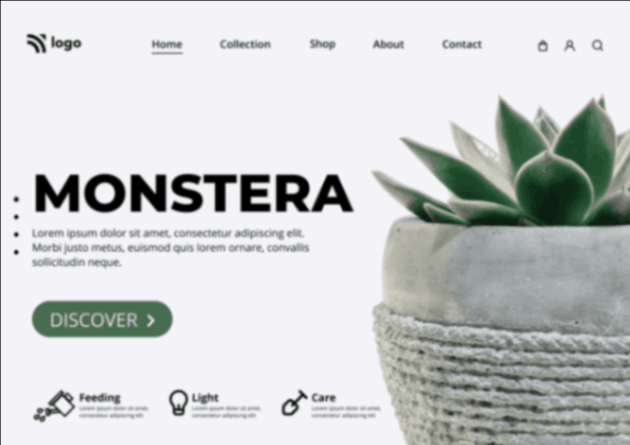 logo
Home Collection Shop About Contact
MONSTERA
Lorem ipsum dolor sit amet, consectetur adipiscing elit.
Morbi justo metus, euismod quis lorem ornare, convallis
sollicitudin neque.
DISCOVER
Feeding
Lorem ipsum dolor sit amet,
consectetur adipiscing elit
Light
Lorem ipsum dolor sit amet,
consectetur adipiscing elit
Care
Lorem ipsum dolor sit amet,
consectetur adipiscing elit